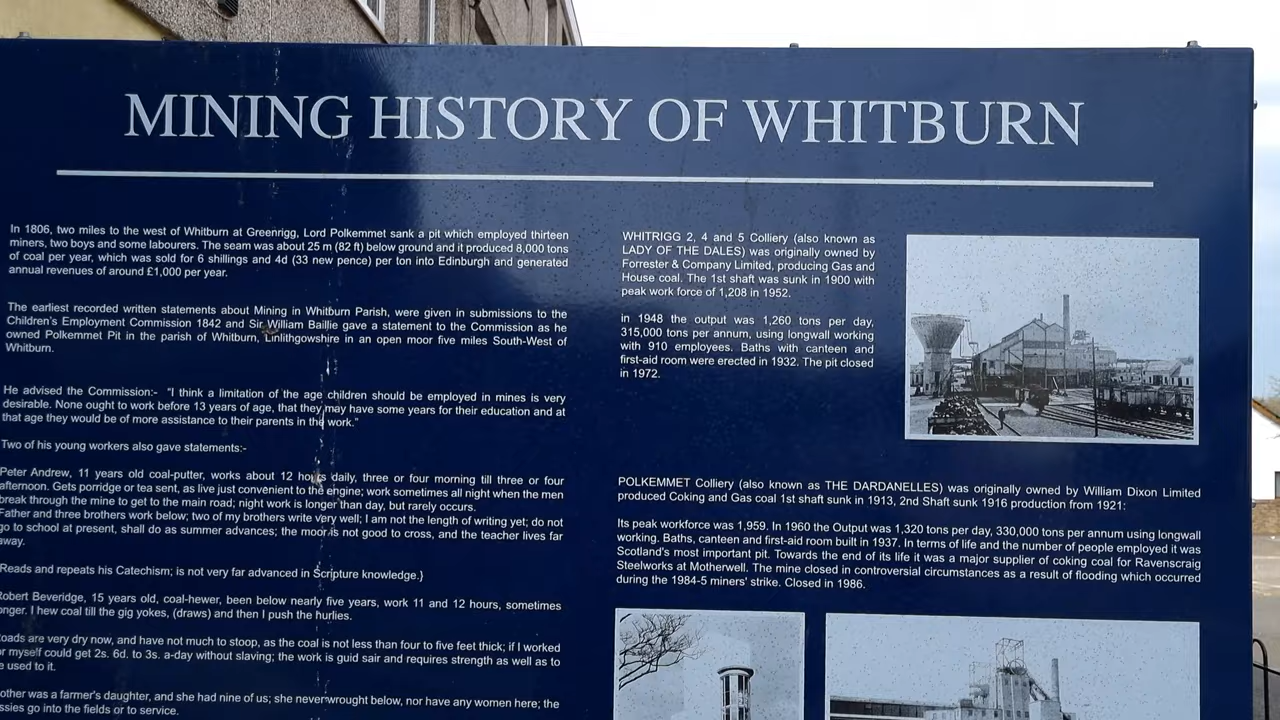 MINING HISTORY OF WHITBURN
In 1806, two miles to the west of Whitburn at Greenrigg, Lord Polkemmet sank a pit which employed thirteen
miners, two boys and some labourers. The seam was about 25 m (82 ft) below ground and it produced 8,000 tons
of coal per year, which was sold for 6 shillings and 4d (33 new pence) per ton into Edinburgh and generated
annual revenues of around £1,000 per year.
The earliest recorded written statements about Mining in Whitburn Parish, were given in submissions to the
Children's Employment Commission 1842 and Sir William Baillie gave a statement to the Commission as he
owned Polkemmet Pit in the parish of Whitburn, Linlithgowshire in an open moor five miles South-West of
Whitburn.
He advised the Commission:- "I think a limitation of the age children should be employed in mines is very
desirable. None ought to work before 13 years of age, that they may have some years for their education and at
that age they would be of more assistance to their parents in the work."
Two of his young workers also gave statements:-
Peter Andrew, 11 years old coal-putter, works about 12 hours daily, three or four morning till three or four
afternoon. Gets porridge or tea sent, as live just convenient to the engine; work sometimes all night when the men
break through the mine to get to the main road; night work is longer than day, but rarely occurs.
Father and three brothers work below; two of my brothers write very well; I am not the length of writing yet; do not
go to school at present, shall do as summer advances; the moor is not good to cross, and the teacher lives far
away.
Reads and repeats his Catechism; is not very far advanced in Scripture knowledge.}
Robert Beveridge, 15 years old, coal-hewer, been below nearly five years, work 11 and 12 hours, sometimes
onger. I hew coal till the gig yokes, (draws) and then I push the hurlies.
oads are very dry now, and have not much to stoop, as the coal is not less than four to five feet thick; if I worked
or myself could get 2s. 6d. to 3s. a-day without slaving; the work is guid sair and requires strength as well as to
e used to it.
other was a farmer's daughter, and she had nine of us; she never wrought below, nor have any women here; the
ssies go into the fields or to service.
WHITRIGG 2, 4 and 5 Colliery (also known as
LADY OF THE DALES) was originally owned by
Forrester & Company Limited, producing Gas and
House coal. The 1st shaft was sunk in 1900 with
peak work force of 1,208 in 1952.
in 1948 the output was 1,260 tons per day,
315,000 tons per annum, using longwall working
with 910 employees. Baths with canteen and
first-aid room were erected in 1932. The pit closed
in 1972.
POLKEMMET Colliery (also known as THE DARDANELLES) was originally owned by William Dixon Limited
produced Coking and Gas coal 1st shaft sunk in 1913, 2nd Shaft sunk 1916 production from 1921:
Its peak workforce was 1,959. In 1960 the Output was 1,320 tons per day, 330,000 tons per annum using longwall
working. Baths, canteen and first-aid room built in 1937. In terms of life and the number of people employed it was
Scotland's most important pit. Towards the end of its life it was a major supplier of coking coal for Ravenscraig
Steelworks at Motherwell. The mine closed in controversial circumstances as a result of flooding which occurred
during the 1984-5 miners' strike. Closed in 1986.